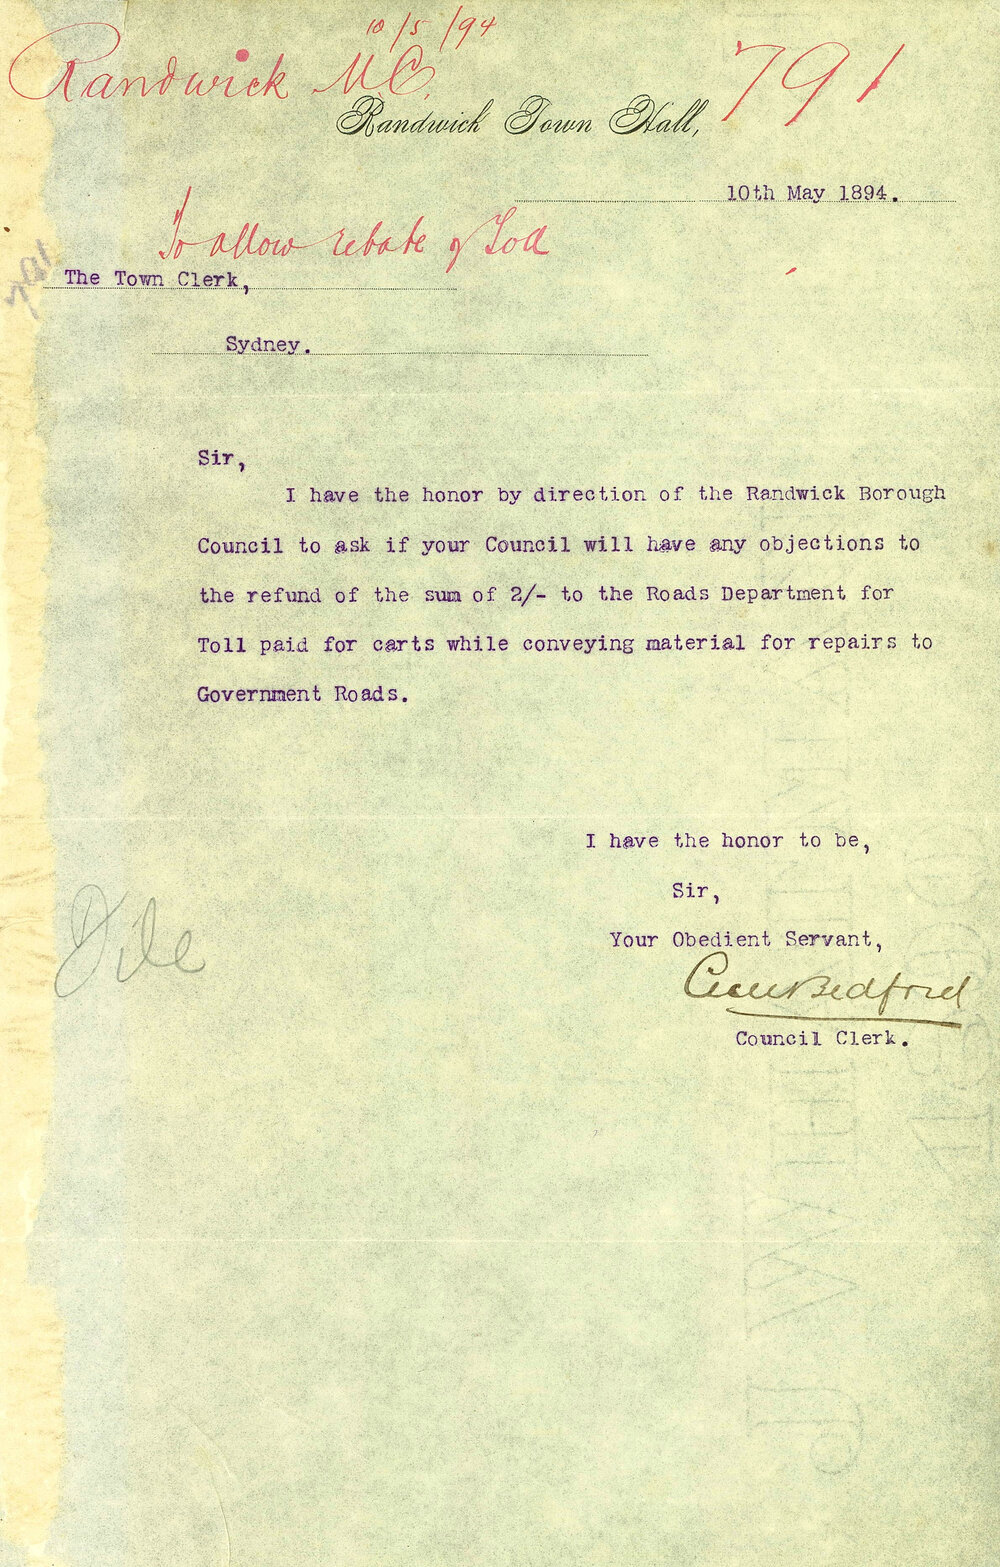 10/5/94
Randwick M.C. 791
Randwick Town Hall,
10th May 1894.
To allow rebate of Toll
The Town Clerk,
Sydney.
Sir,
I have the honor by direction of the Randwick Borough
Council to ask if your Council will have any objections to
the refund of the sum of 2/- to the Roads Department for
Toll paid for carts while conveying material for repairs to
Government Roads.
I have the honor to be,
Sir,
Your Obedient Servant,
Bedford
Council Clerk.
File